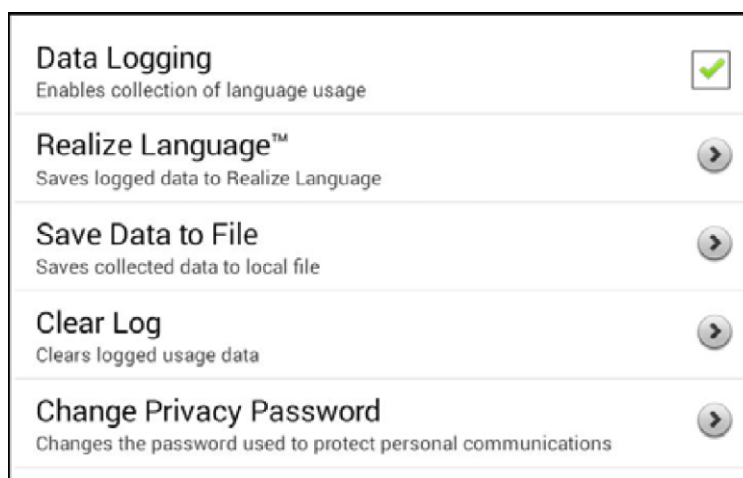 Data Logging
Enables collection of language usage
Realize Language™
Saves logged data to Realize Language
Save Data to File
Saves collected data to local file
Clear Log
Clears logged usage data
Change Privacy Password
Changes the password used to protect personal communications